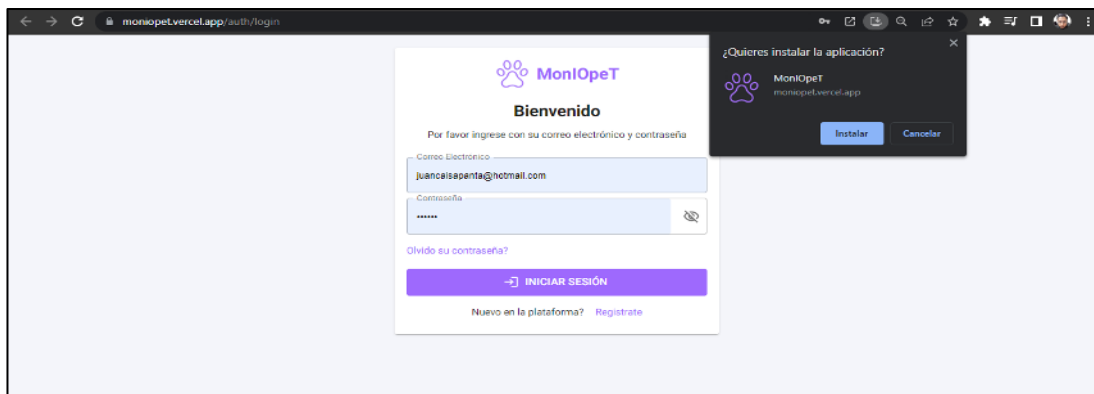 moniopet.vercel.app/auth/login
¿Quieres instalar la aplicación?
MonIOpeT
moniopet.vercel.app
Instalar
Cancelar
MonIOpeT
Bienvenido
Por favor ingrese con su correo electrónico y contraseña
Correo Electronico
juancaisapanta@hotmail.com
Contraseña
••••••
Olvido su contraseña?
INICIAR SESIÓN
Nuevo en la plataforma? Registrate